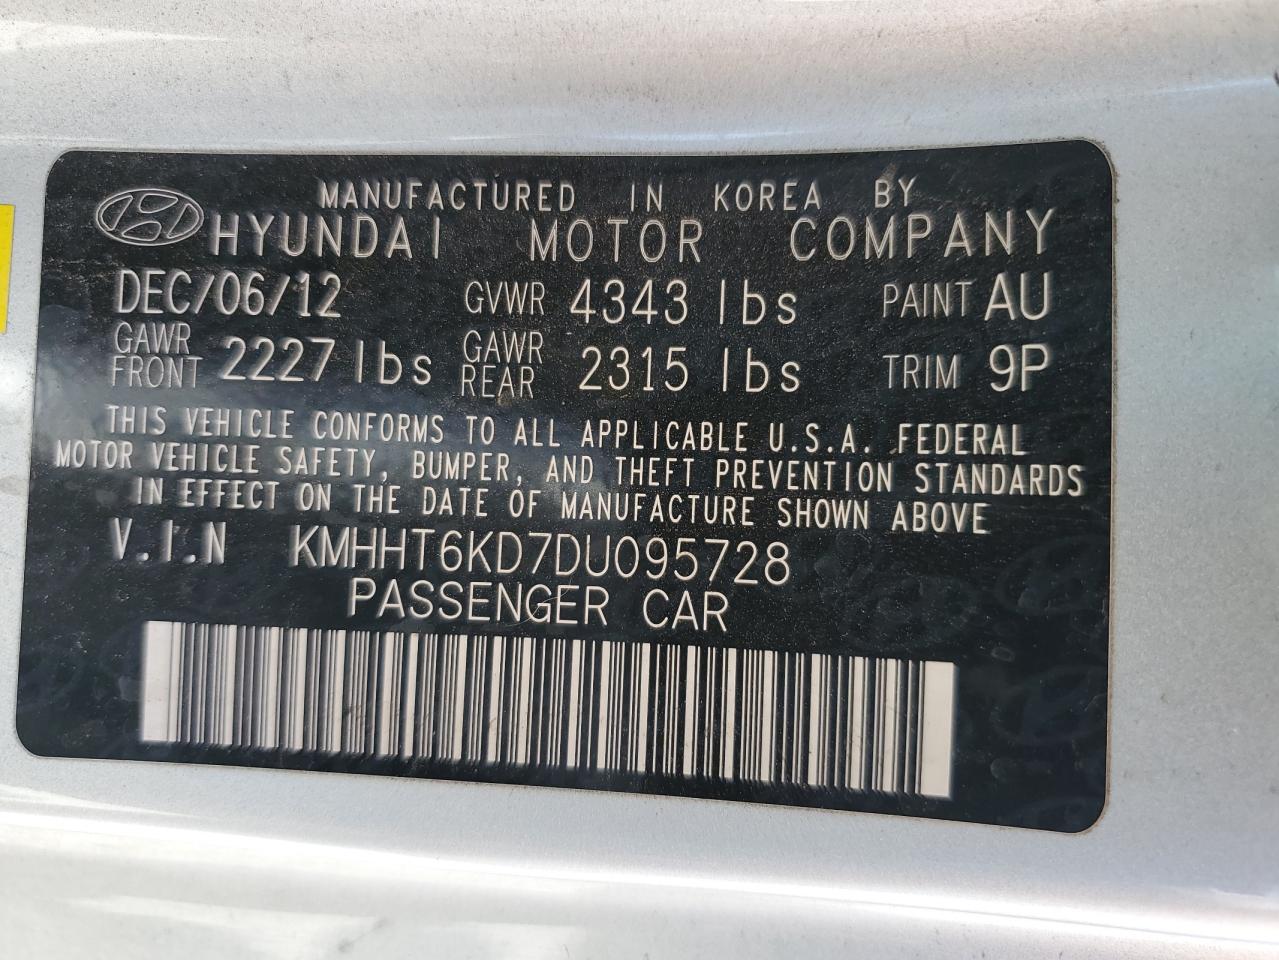 MANUFACTURED IN KOREA BY
HYUNDAI MOTOR COMPANY
DEC/06/12 GVWR 4343 lbs PAINT AU
GAWR FRONT 2227 lbs GAWR REAR 2315 lbs TRIM 9P
THIS VEHICLE CONFORMS TO ALL APPLICABLE U.S.A. FEDERAL
MOTOR VEHICLE SAFETY, BUMPER, AND THEFT PREVENTION STANDARDS
IN EFFECT ON THE DATE OF MANUFACTURE SHOWN ABOVE
V.I.N KMHHT6KD7DU095728
PASSENGER CAR